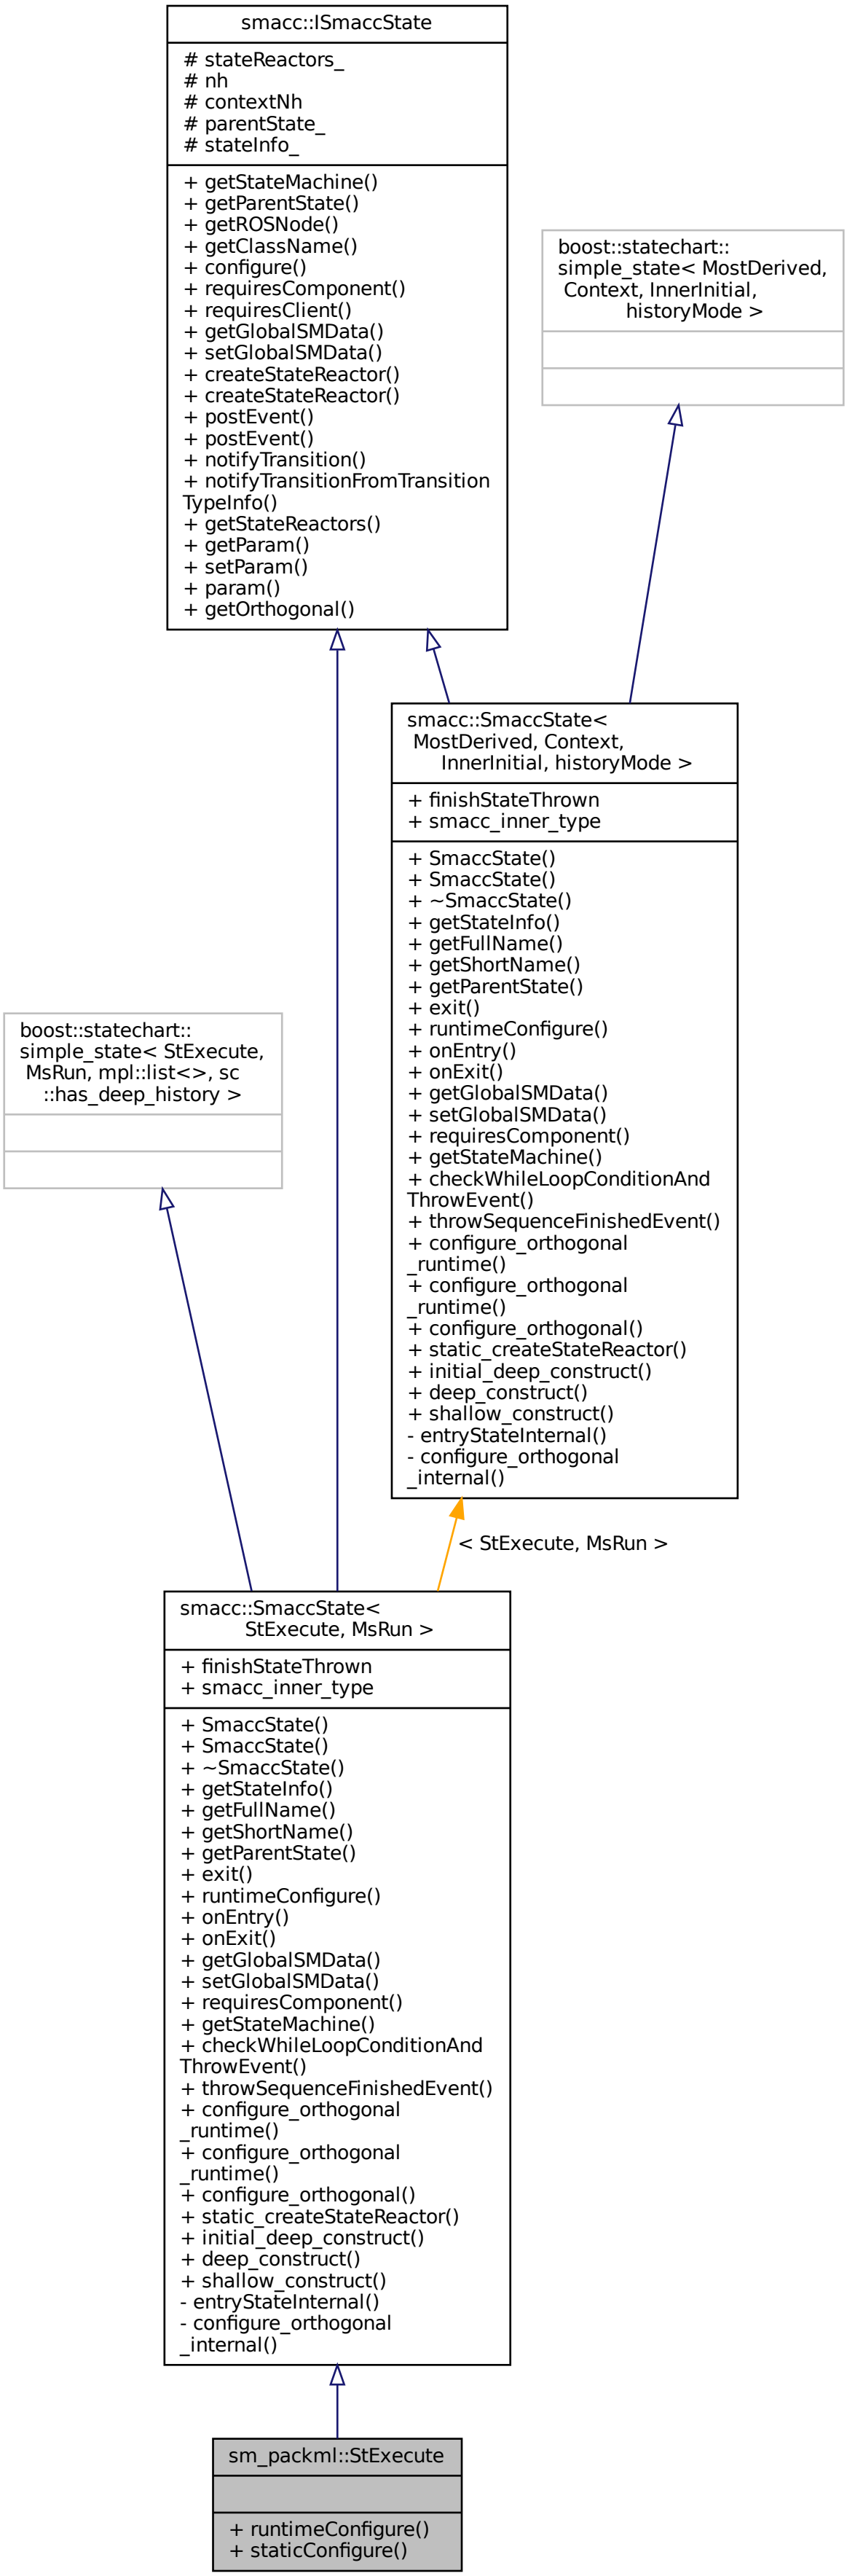 smacc::ISmaccState
# stateReactors_
# nh
# contextNh
# parentState_
# stateInfo_
+ getStateMachine()
+ getParentState()
+ getROSNode()
+ getClassName()
+ configure()
+ requiresComponent()
+ requiresClient()
+ getGlobalSMData()
+ setGlobalSMData()
+ createStateReactor()
+ createStateReactor()
+ postEvent()
+ postEvent()
+ notifyTransition()
+ notifyTransitionFromTransition
TypeInfo()
+ getStateReactors()
+ getParam()
+ setParam()
+ param()
+ getOrthogonal()
boost::statechart::
simple_state< MostDerived,
Context, InnerInitial,
historyMode >
smacc::SmaccState<
MostDerived, Context,
InnerInitial, historyMode >
+ finishStateThrown
+ smacc_inner_type
+ SmaccState()
+ SmaccState()
+ ~SmaccState()
+ getStateInfo()
+ getFullName()
+ getShortName()
+ getParentState()
+ exit()
+ runtimeConfigure()
+ onEntry()
+ onExit()
+ getGlobalSMData()
+ setGlobalSMData()
+ requiresComponent()
+ getStateMachine()
+ checkWhileLoopConditionAnd
ThrowEvent()
+ throwSequenceFinishedEvent()
+ configure_orthogonal
_runtime()
+ configure_orthogonal
_runtime()
+ configure_orthogonal()
+ static_createStateReactor()
+ initial_deep_construct()
+ deep_construct()
+ shallow_construct()
- entryStateInternal()
- configure_orthogonal
_internal()
boost::statechart::
simple_state< StExecute,
MsRun, mpl::list<>, sc
::has_deep_history >
< StExecute, MsRun >
smacc::SmaccState<
StExecute, MsRun >
+ finishStateThrown
+ smacc_inner_type
+ SmaccState()
+ SmaccState()
+ ~SmaccState()
+ getStateInfo()
+ getFullName()
+ getShortName()
+ getParentState()
+ exit()
+ runtimeConfigure()
+ onEntry()
+ onExit()
+ getGlobalSMData()
+ setGlobalSMData()
+ requiresComponent()
+ getStateMachine()
+ checkWhileLoopConditionAnd
ThrowEvent()
+ throwSequenceFinishedEvent()
+ configure_orthogonal
_runtime()
+ configure_orthogonal
_runtime()
+ configure_orthogonal()
+ static_createStateReactor()
+ initial_deep_construct()
+ deep_construct()
+ shallow_construct()
- entryStateInternal()
- configure_orthogonal
_internal()
sm_packml::StExecute
+ runtimeConfigure()
+ staticConfigure()